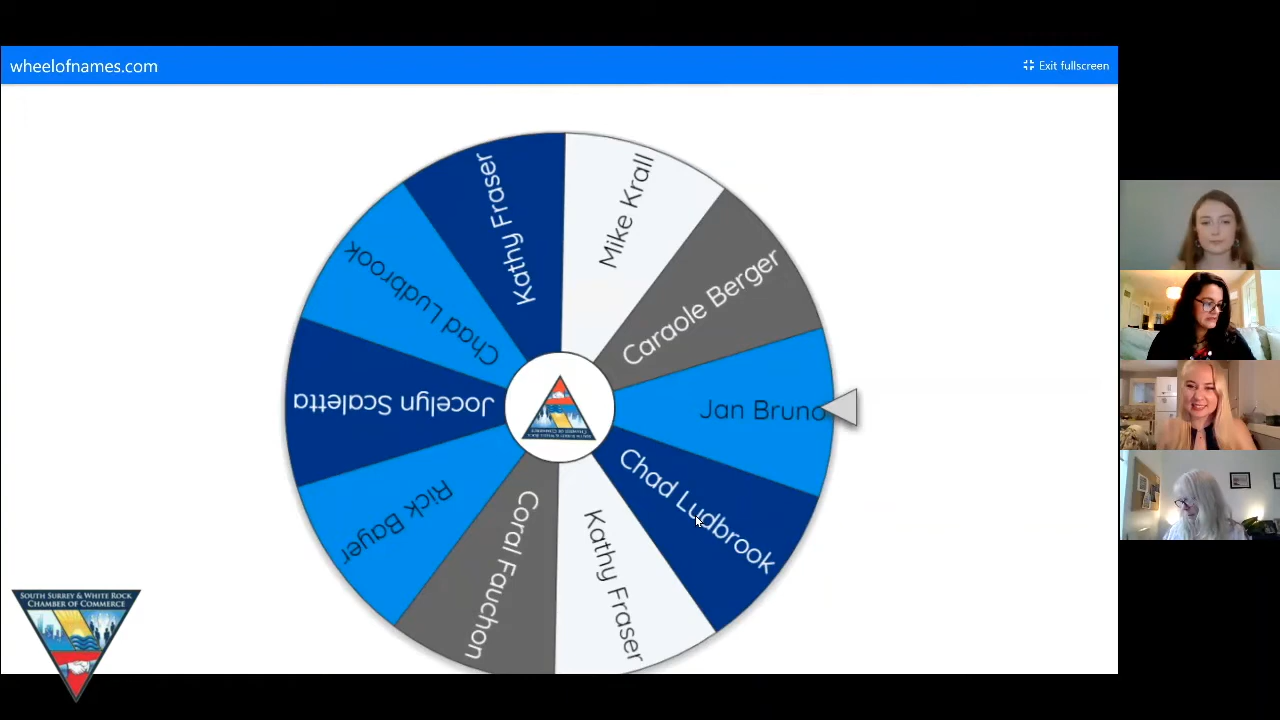 wheelofnames.com
Exit fullscreen
Kathy Fraser
Mike Krall
Caraole Berger
Jan Bruno
Chad Ludbrook
Kathy Fraser
Coral Fauchon
Rick Bayer
Jocelyn Scaletta
Chad Ludbrook
SOUTH SURREY & WHITE ROCK
CHAMBER OF COMMERCE